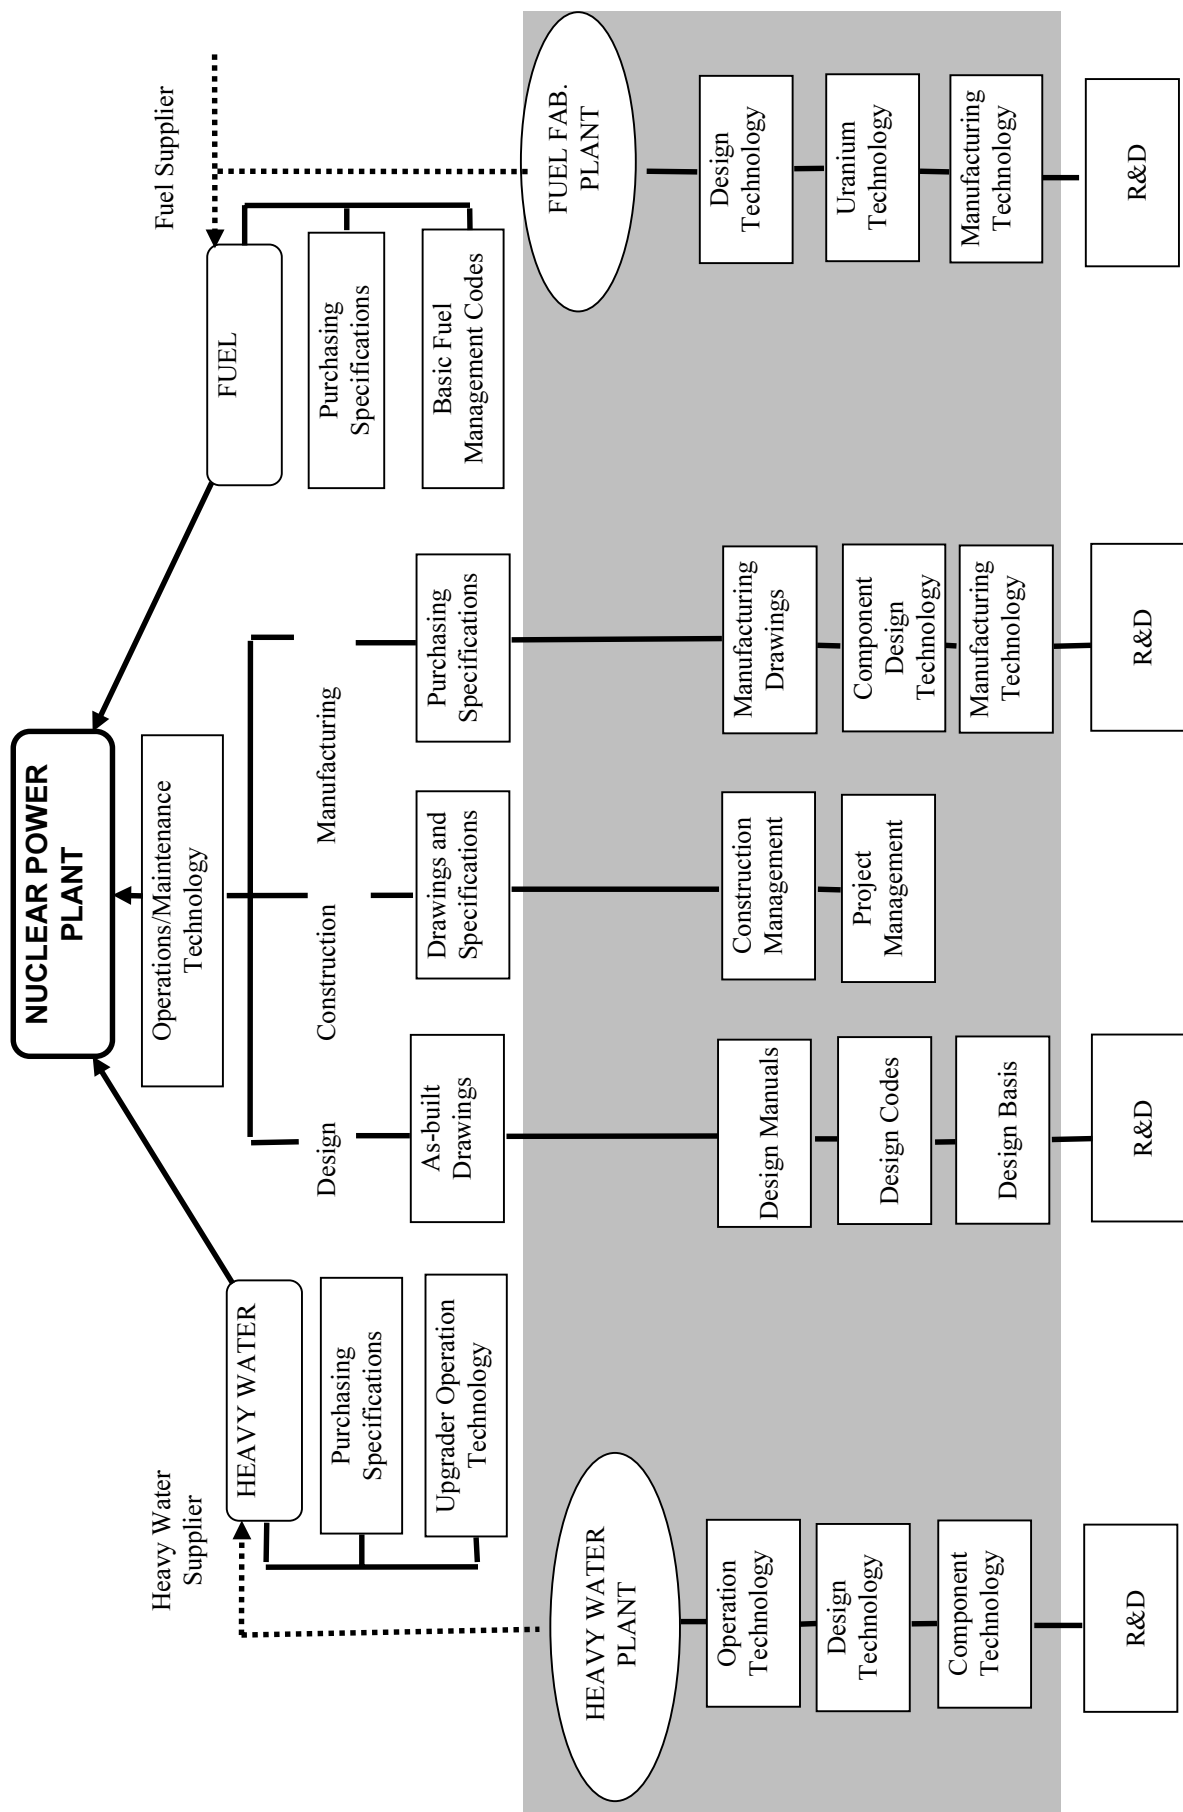 NUCLEAR POWER
PLANT
Operations/Maintenance
Technology
Heavy Water
Supplier
HEAVY WATER
Purchasing
Specifications
Upgrader Operation
Technology
Design
As-built
Drawings
Construction
Drawings and
Specifications
Manufacturing
Purchasing
Specifications
Fuel Supplier
FUEL
Purchasing
Specifications
Basic Fuel
Management Codes
HEAVY WATER
PLANT
Operation
Technology
Design
Technology
Component
Technology
R&D
Design Manuals
Design Codes
Design Basis
R&D
Construction
Management
Project
Management
Manufacturing
Drawings
Component
Design
Technology
Manufacturing
Technology
R&D
FUEL FAB.
PLANT
Design
Technology
Uranium
Technology
Manufacturing
Technology
R&D